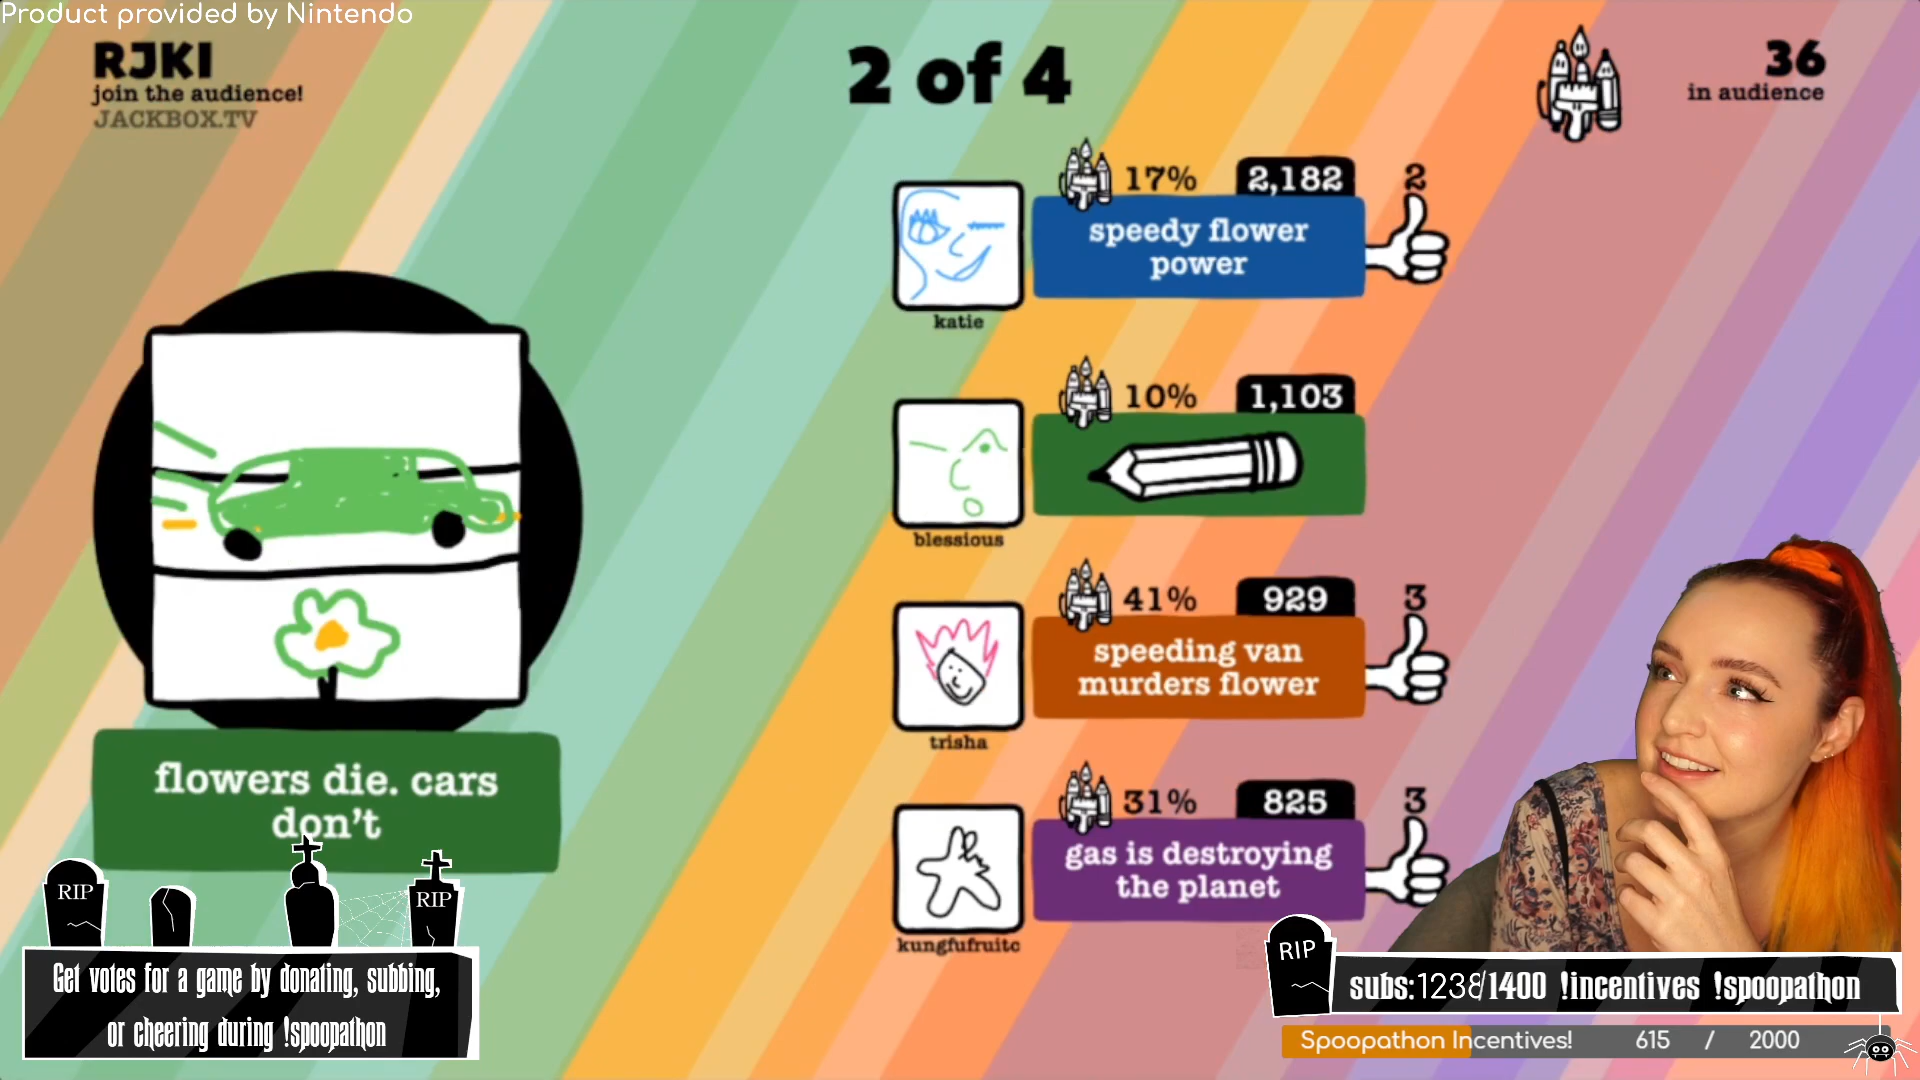 Product provided by Nintendo
RJKI
join the audience!
JACKBOX.TV
2 of 4
36
in audience
17%
2,182
2
speedy flower
power
katie
10%
1,103
blessious
41%
929
3
speeding van
murders flower
trisha
31%
825
3
gas is destroying
the planet
kungfufruitc
flowers die. cars
don't
RIP
RIP
Get votes for a game by donating, subbing,
or cheering during !spoopathon
RIP
subs:1238/1400 !incentives !spoopathon
Spoopathon Incentives! 615 / 2000